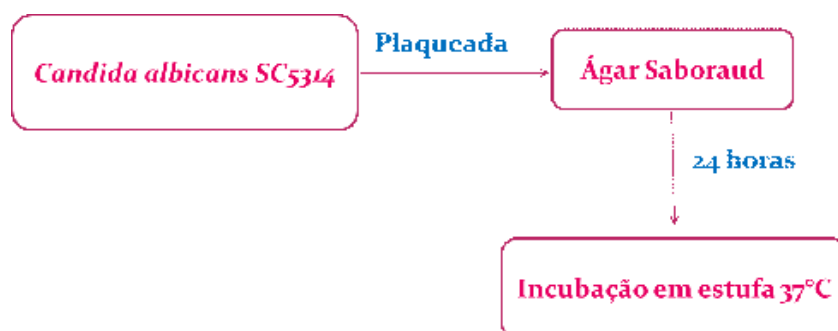 Plaqueada
Candida albicans SC5314
Ágar Saboraud
24 horas
Incubação em estufa 37°C